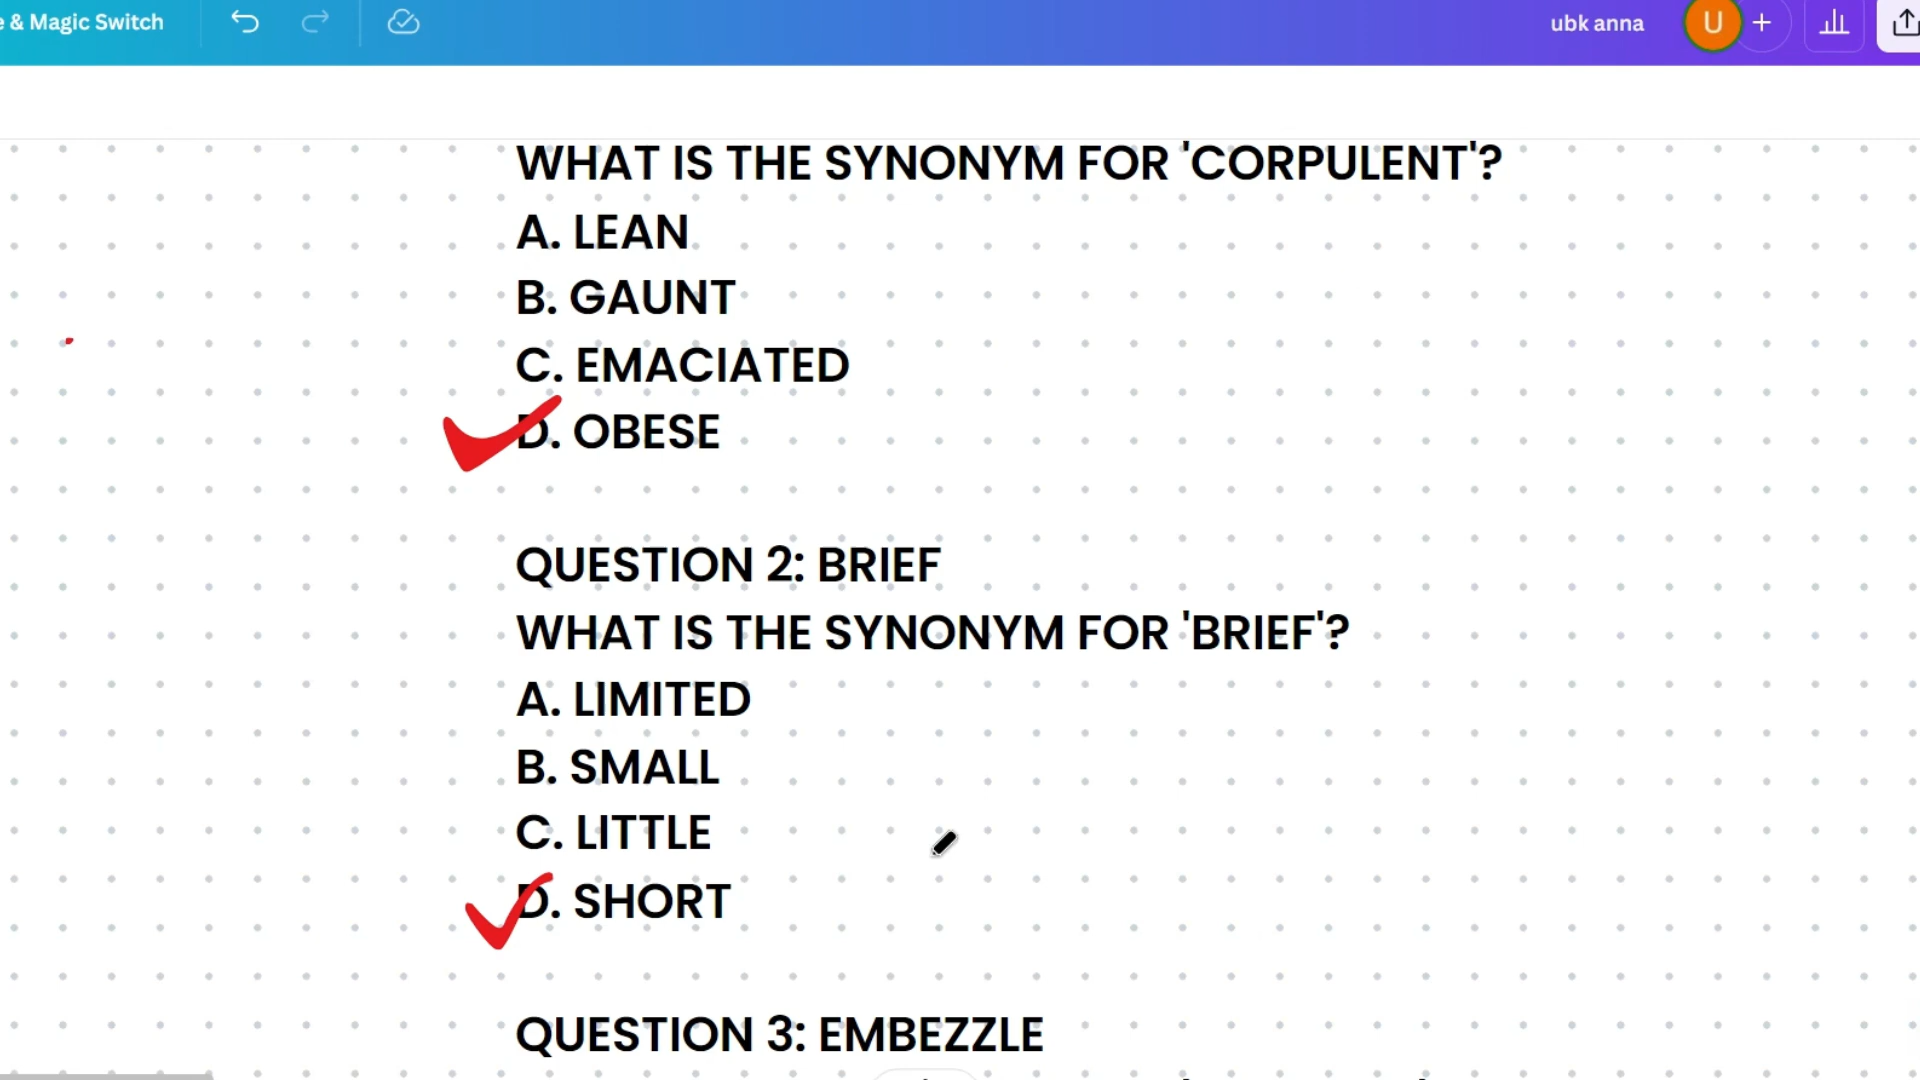 & Magic Switch
ubk anna
U
WHAT IS THE SYNONYM FOR 'CORPULENT'?
A. LEAN
B. GAUNT
C. EMACIATED
D. OBESE
QUESTION 2: BRIEF
WHAT IS THE SYNONYM FOR 'BRIEF'?
A. LIMITED
B. SMALL
C. LITTLE
D. SHORT
QUESTION 3: EMBEZZLE